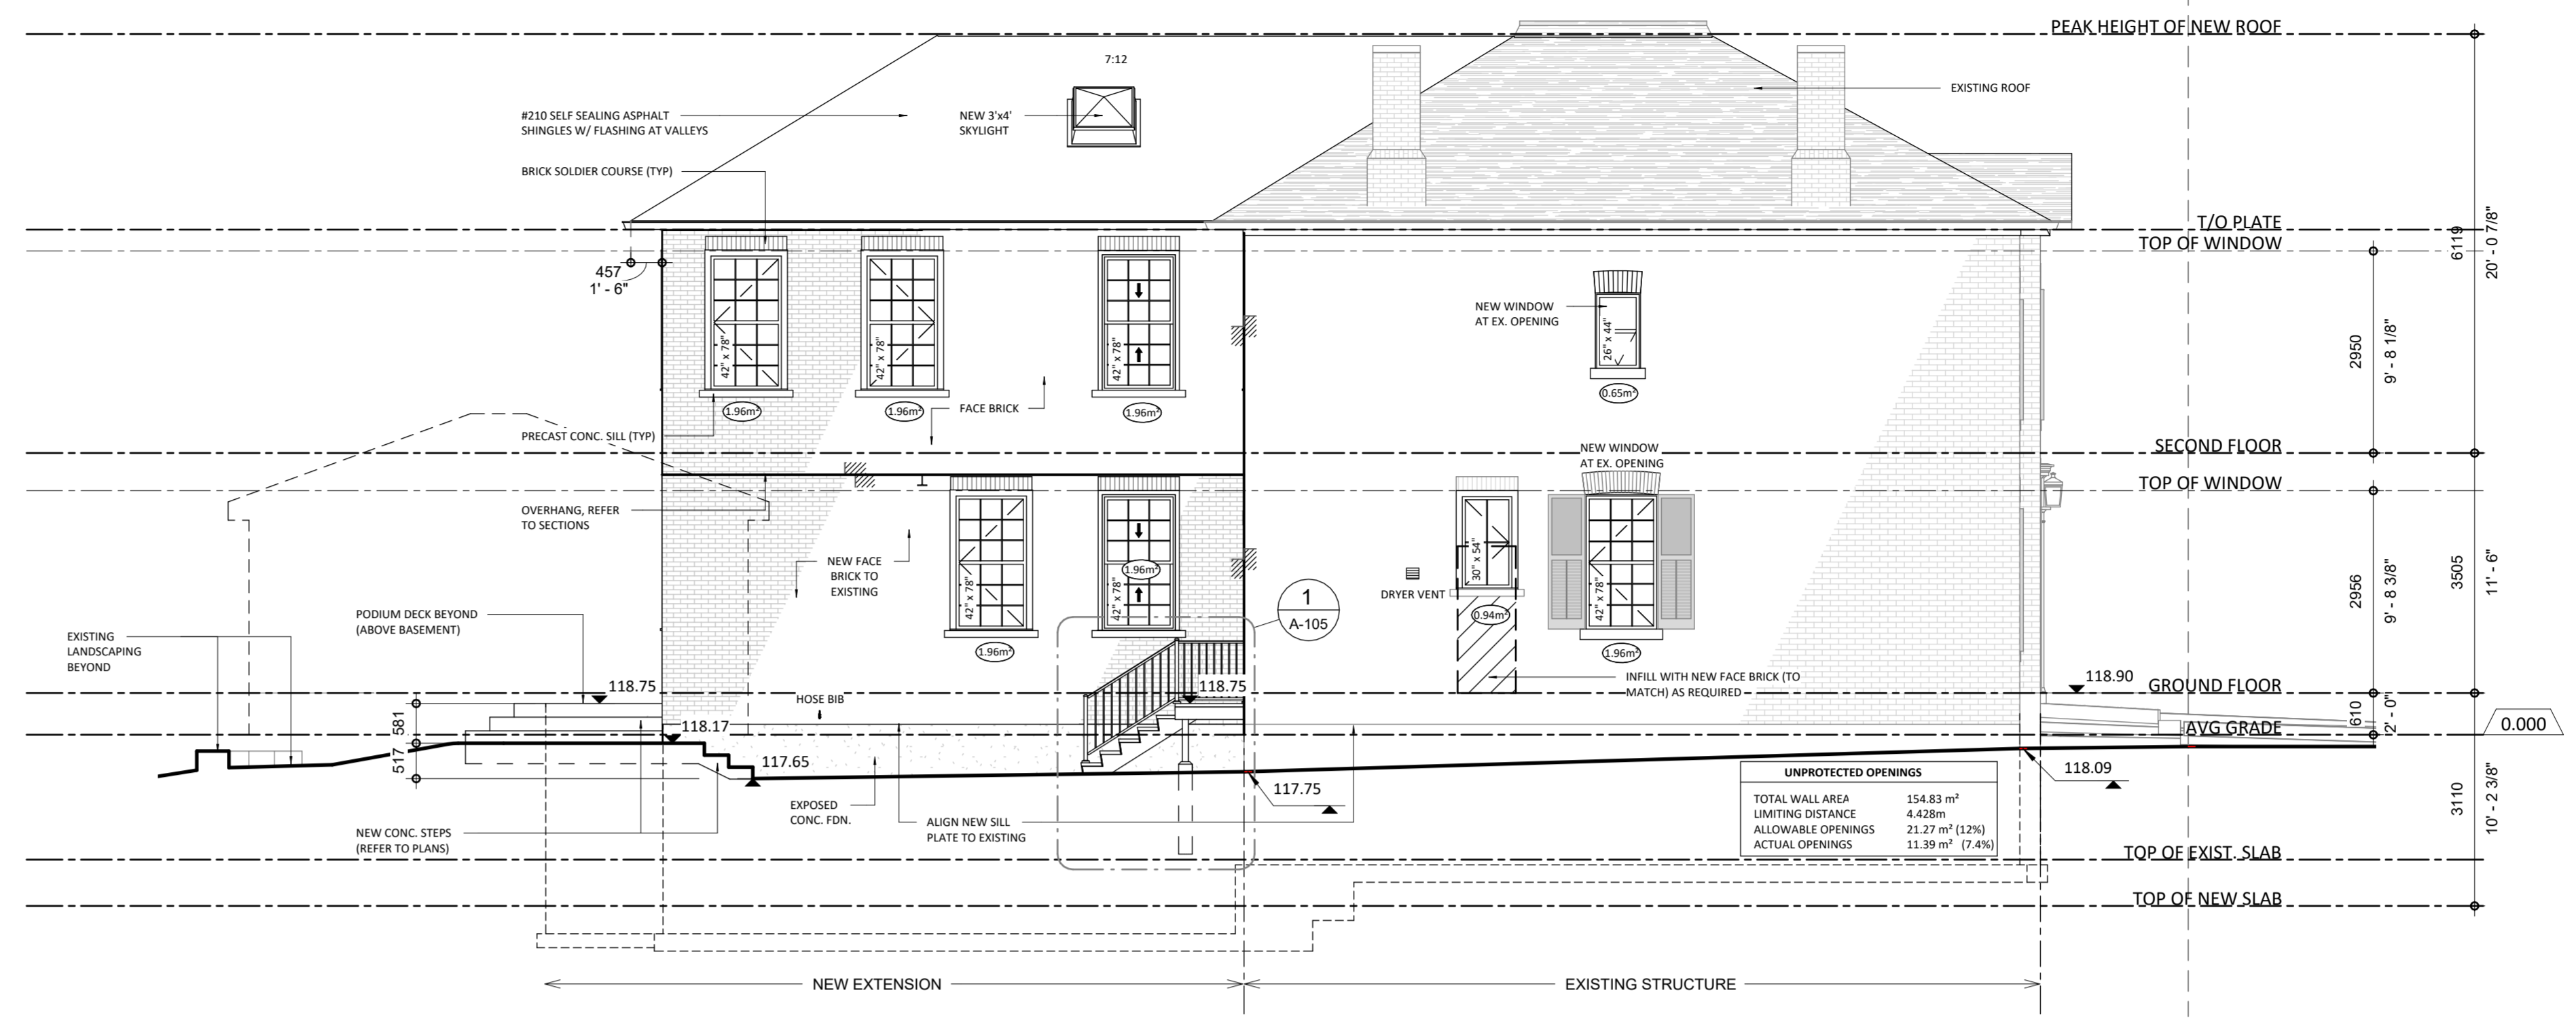 PEAK HEIGHT OF NEW ROOF
7:12
EXISTING ROOF
#210 SELF SEALING ASPHALT
SHINGLES W/ FLASHING AT VALLEYS
NEW 3'x4'
SKYLIGHT
BRICK SOLDIER COURSE (TYP)
T/O PLATE
TOP OF WINDOW
6119
20' - 0 7/8"
457
1' - 6"
NEW WINDOW
AT EX. OPENING
42" x 78"
42" x 78"
42" x 78"
26" x 44"
2950
9' - 8 1/8"
1.96m²
1.96m²
1.96m²
0.65m²
FACE BRICK
PRECAST CONC. SILL (TYP)
SECOND FLOOR
NEW WINDOW
AT EX. OPENING
TOP OF WINDOW
OVERHANG, REFER
TO SECTIONS
NEW FACE
BRICK TO
EXISTING
42" x 78"
1.96m²
42" x 78"
1.96m²
30" x 54"
0.94m²
42" x 78"
1.96m²
DRYER VENT
1
A-105
2956
9' - 8 3/8"
3505
11' - 6"
PODIUM DECK BEYOND
(ABOVE BASEMENT)
EXISTING
LANDSCAPING
BEYOND
INFILL WITH NEW FACE BRICK (TO
MATCH) AS REQUIRED
118.75
HOSE BIB
118.75
118.90
GROUND FLOOR
581
517
118.17
117.65
610
2' - 0"
AVG GRADE
0.000
117.75
118.09
UNPROTECTED OPENINGS
TOTAL WALL AREA 154.83 m²
LIMITING DISTANCE 4.428m
ALLOWABLE OPENINGS 21.27 m² (12%)
ACTUAL OPENINGS 11.39 m² (7.4%)
EXPOSED
CONC. FDN.
ALIGN NEW SILL
PLATE TO EXISTING
NEW CONC. STEPS
(REFER TO PLANS)
3110
10' - 2 3/8"
TOP OF EXIST. SLAB
TOP OF NEW SLAB
NEW EXTENSION
EXISTING STRUCTURE